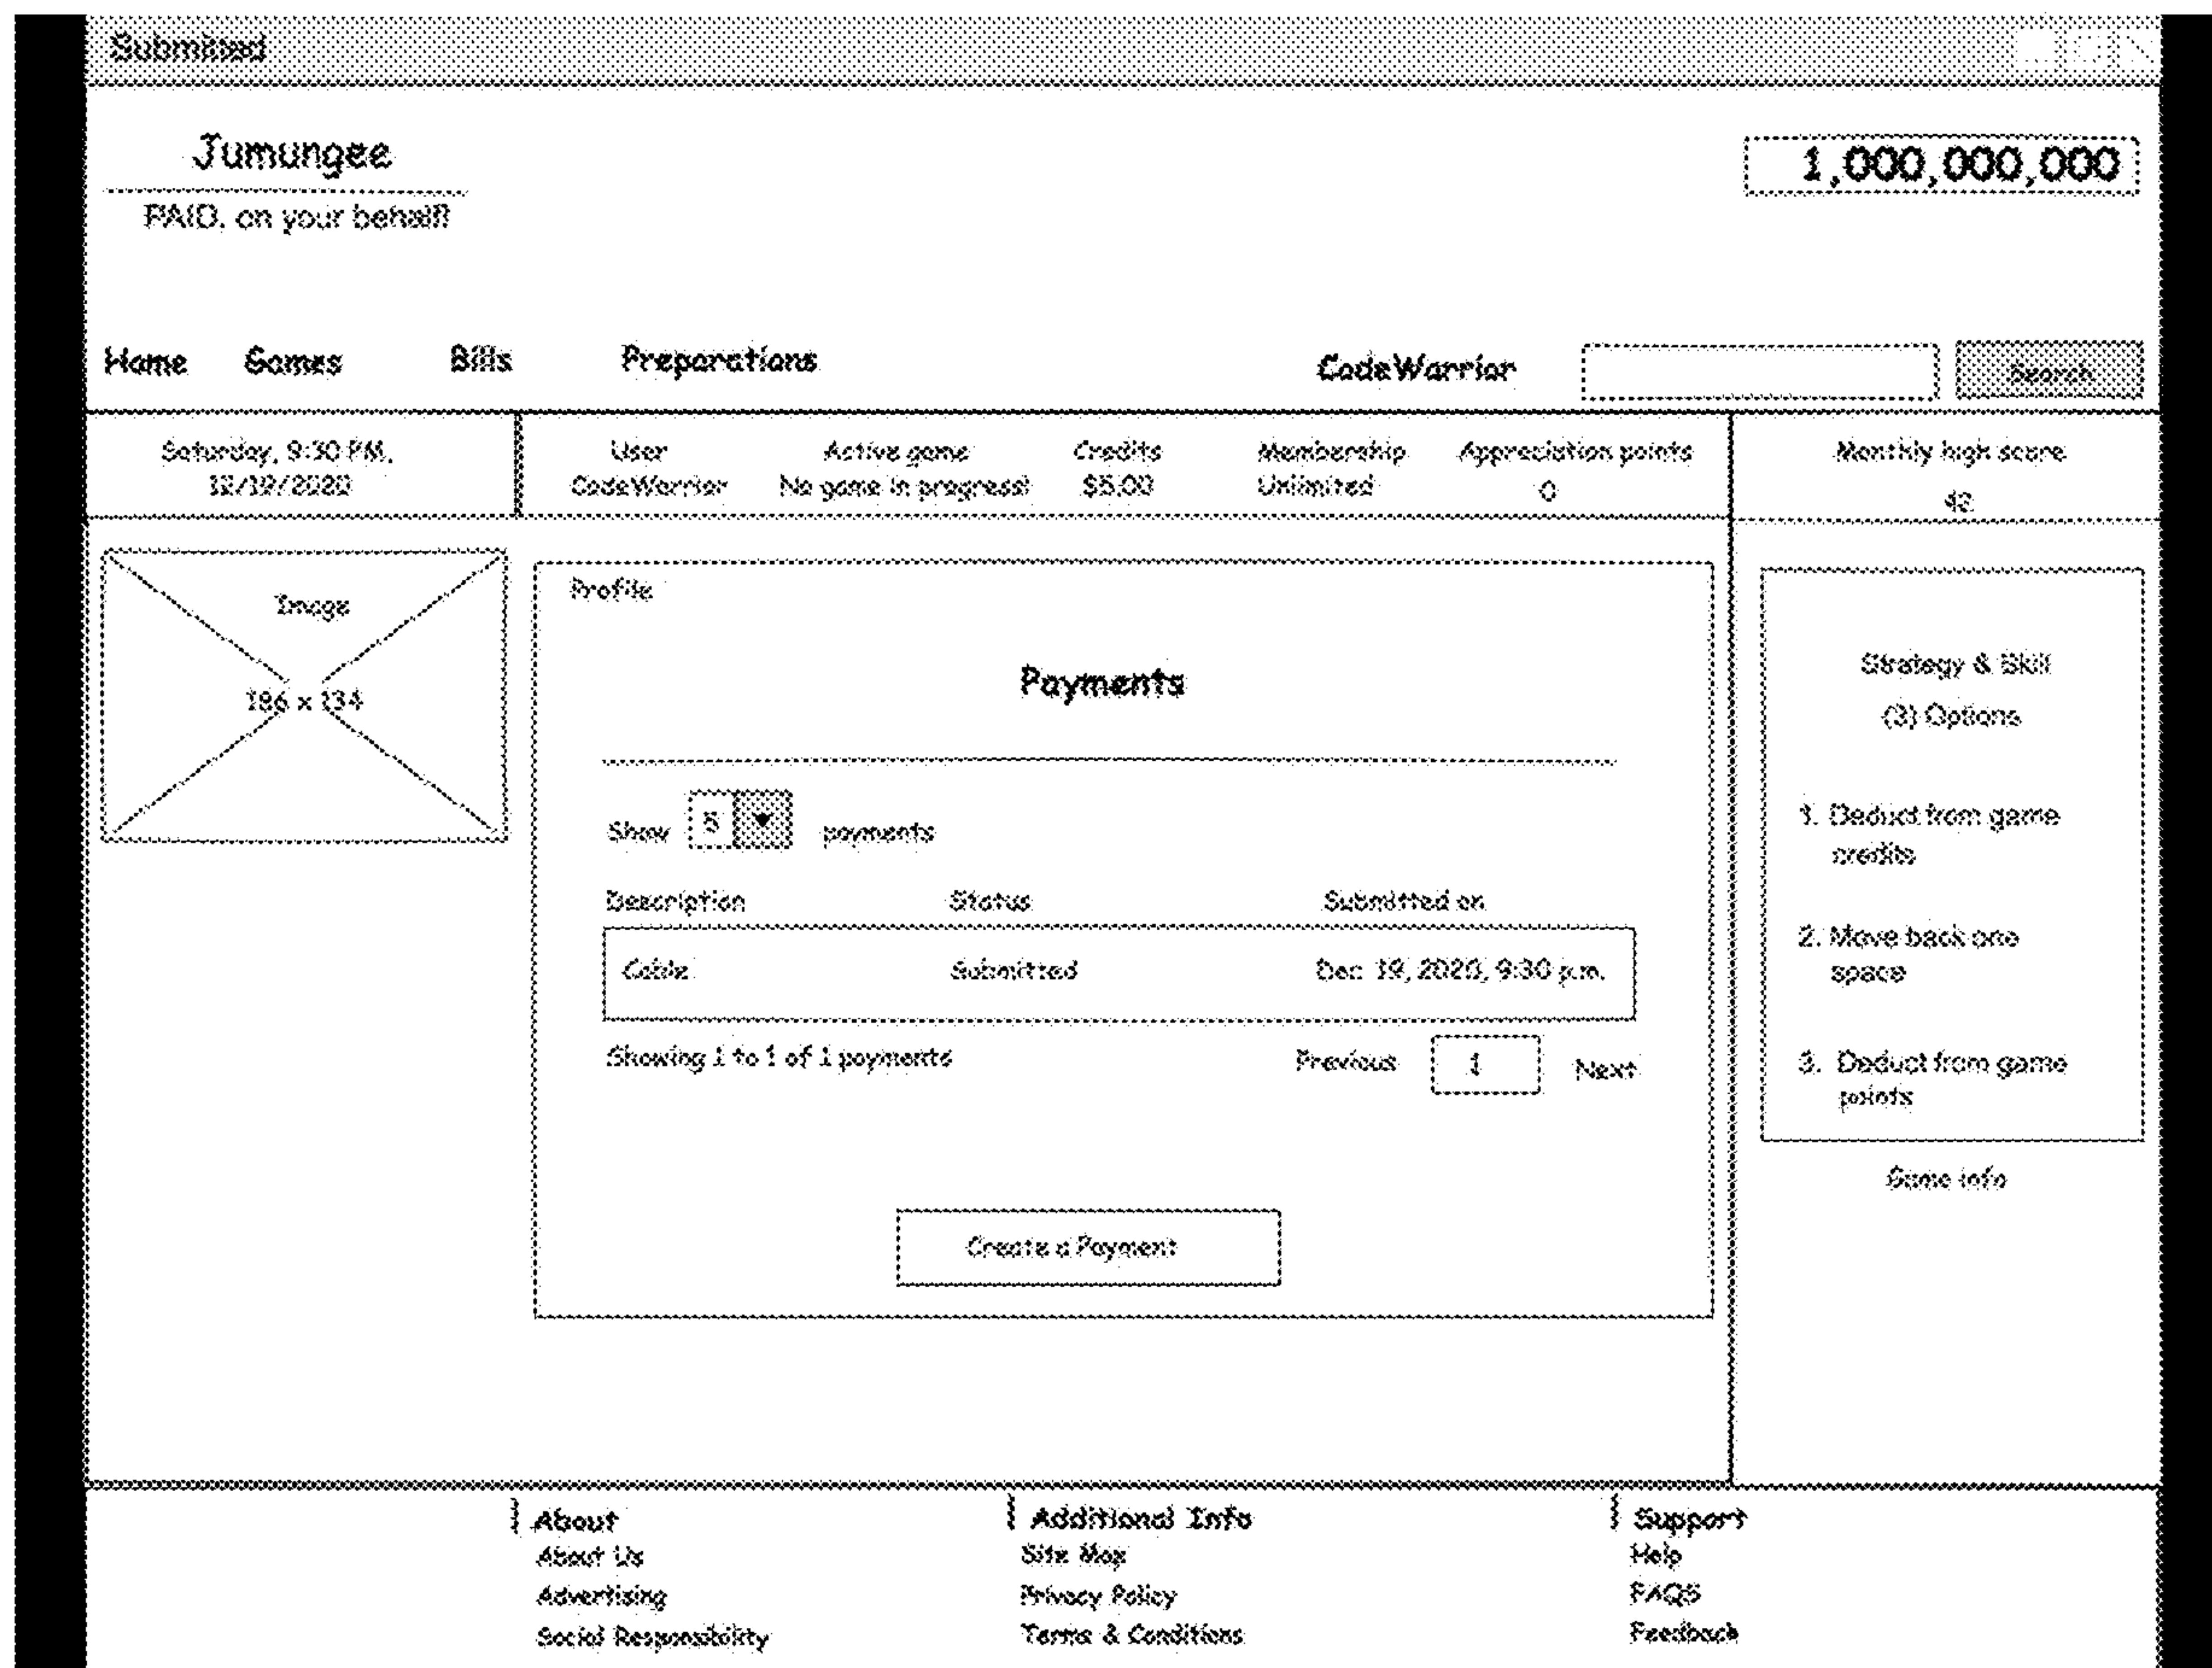 Submitted
Jumungee
1,000,000,000
PAID, on your behalf!
Home Games Bills Preparations CodeWarrior Search
Saturday, 9:30 PM, User Active game Credits Membership Appreciation points Monthly high score
12/19/2020 CodeWarrior No game in progress! $5.00 Unlimited 0 42
Image
186 x 134
Profile
Payments
Show 5 payments
Description Status Submitted on
Cable Submitted Dec 19, 2020, 9:30 p.m.
Showing 1 to 1 of 1 payments Previous 1 Next
Create a Payment
Strategy & Skill
(3) Options
1. Deduct from game
credits
2. Move back one
space
3. Deduct from game
points
Game info
About
About Us
Advertising
Social Responsibility
Additional Info
Site Map
Privacy Policy
Terms & Conditions
Support
Help
FAQS
Feedback